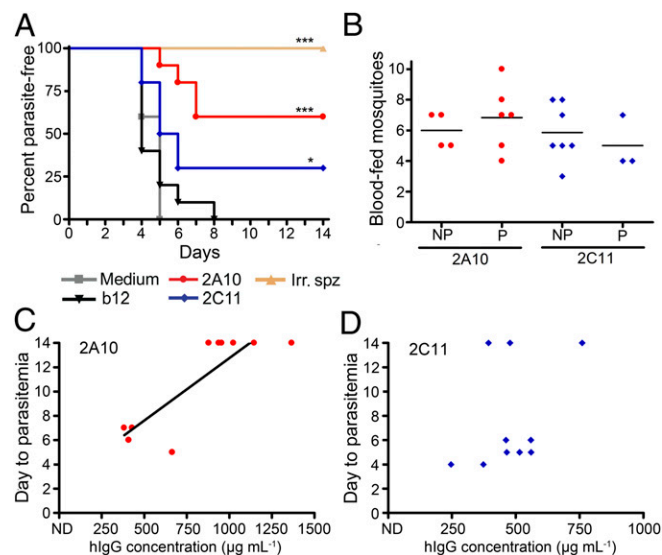 A
Percent parasite-free
100
75
50
25
0
***
***
*
0 2 4 6 8 10 12 14
Days
Medium 2A10 Irr. spz
b12 2C11
B
Blood-fed mosquitoes
10
8
6
4
2
0
NP P NP P
2A10 2C11
C
2A10
Day to parasitemia
14
12
10
8
6
4
2
0
ND 250 500 750 1000 1250 1500
hIgG concentration (µg mL⁻¹)
D
2C11
Day to parasitemia
14
12
10
8
6
4
2
0
ND 250 500 750 1000
hIgG concentration (µg mL⁻¹)